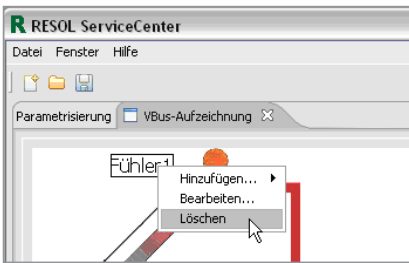 RESOL ServiceCenter
Datei Fenster Hilfe
Parametrisierung VBus-Aufzeichnung
Fühler1
Hinzufügen...
Bearbeiten...
Löschen